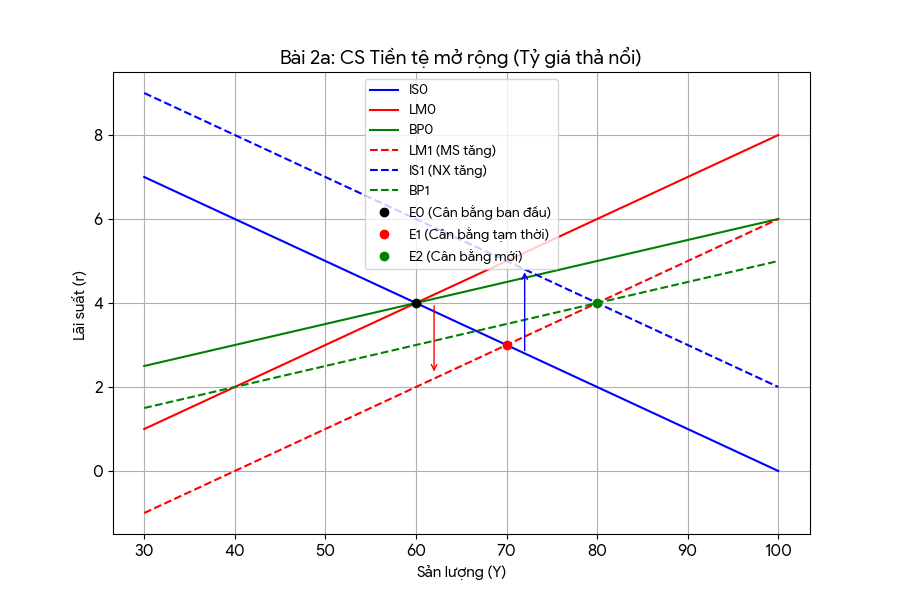 Bài 2a: CS Tiền tệ mở rộng (Tỷ giá thả nổi)
IS0
LM0
BP0
LM1 (MS tăng)
IS1 (NX tăng)
BP1
E0 (Cân bằng ban đầu)
E1 (Cân bằng tạm thời)
E2 (Cân bằng mới)
Lãi suất (r)
8
6
4
2
0
30 40 50 60 70 80 90 100
Sản lượng (Y)